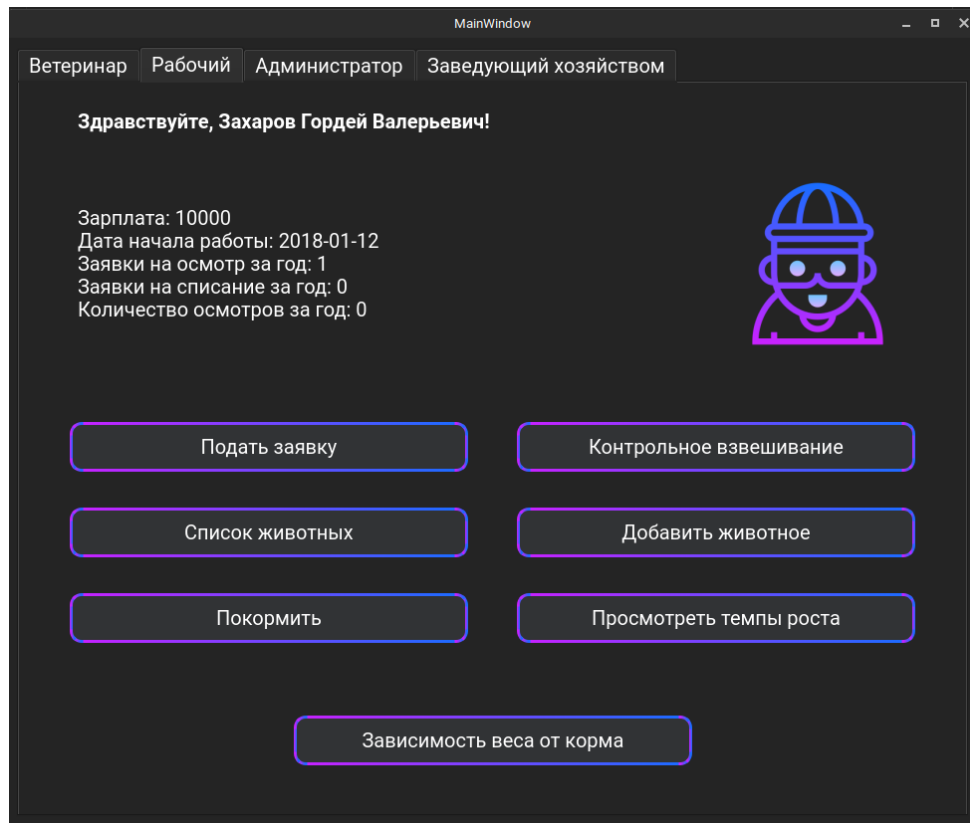 MainWindow
Ветеринар Рабочий Администратор Заведующий хозяйством
Здравствуйте, Захаров Гордей Валерьевич!
Зарплата: 10000
Дата начала работы: 2018-01-12
Заявки на осмотр за год: 1
Заявки на списание за год: 0
Количество осмотров за год: 0
Подать заявку Контрольное взвешивание
Список животных Добавить животное
Покормить Просмотреть темпы роста
Зависимость веса от корма